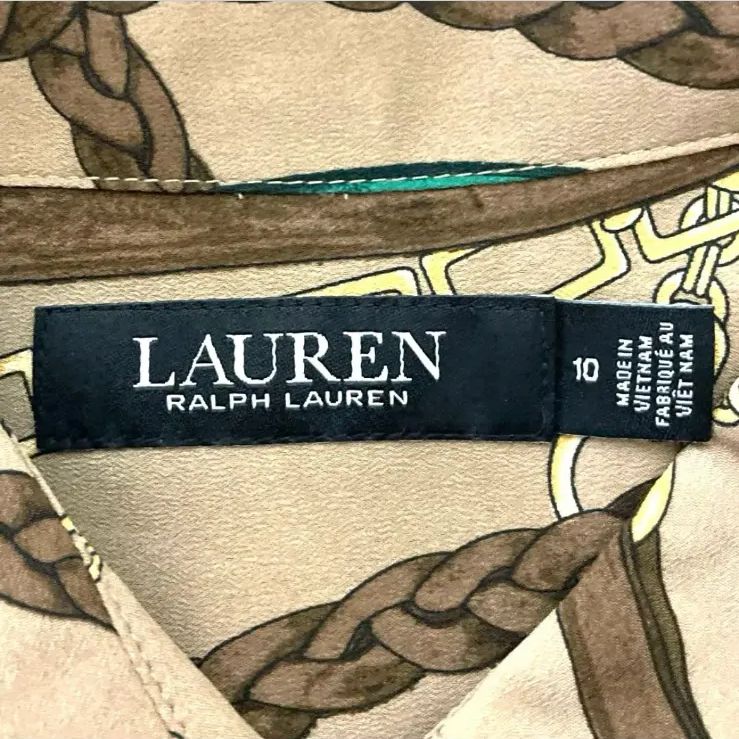 LAUREN
RALPH LAUREN
10
MADE IN
VIETNAM
FABRIQUÉ AU
VIÊT NAM